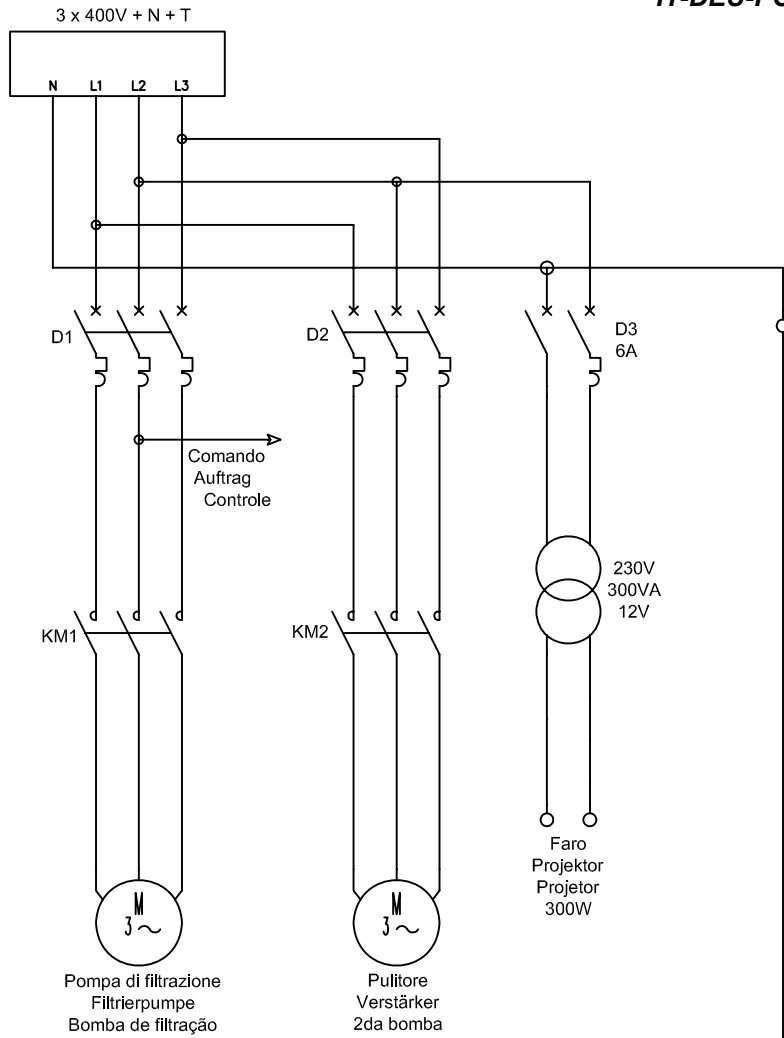 3 x 400V + N + T
N L1 L2 L3
D1
D2
D3
6A
Comando
Auftrag
Controle
230V
300VA
12V
KM1
KM2
Faro
Projektor
Projetor
300W
M
3 ~
M
3 ~
Pompa di filtrazione
Filtrierpumpe
Bomba de filtração
Pulitore
Verstärker
2da bomba